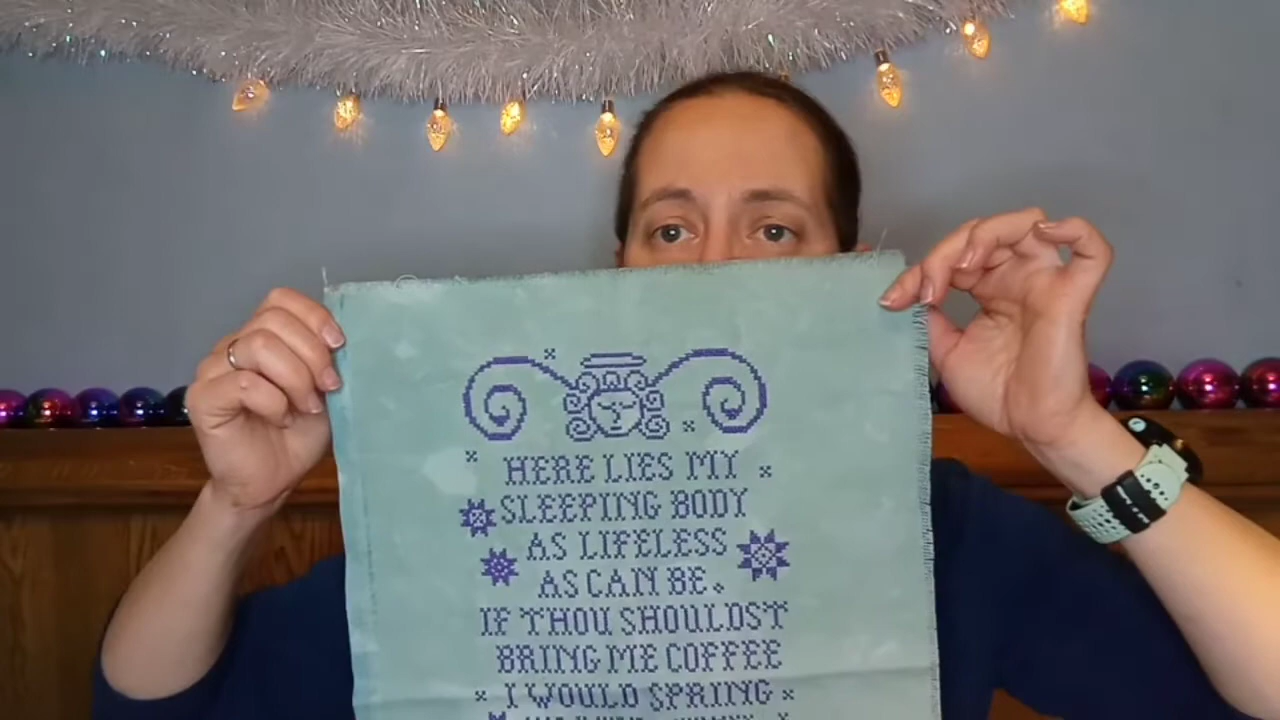 HERE LIES MY
SLEEPING BODY
AS LIFELESS
AS CAN BE.
IF THOU SHOULDST
BRING ME COFFEE
I WOULD SPRING